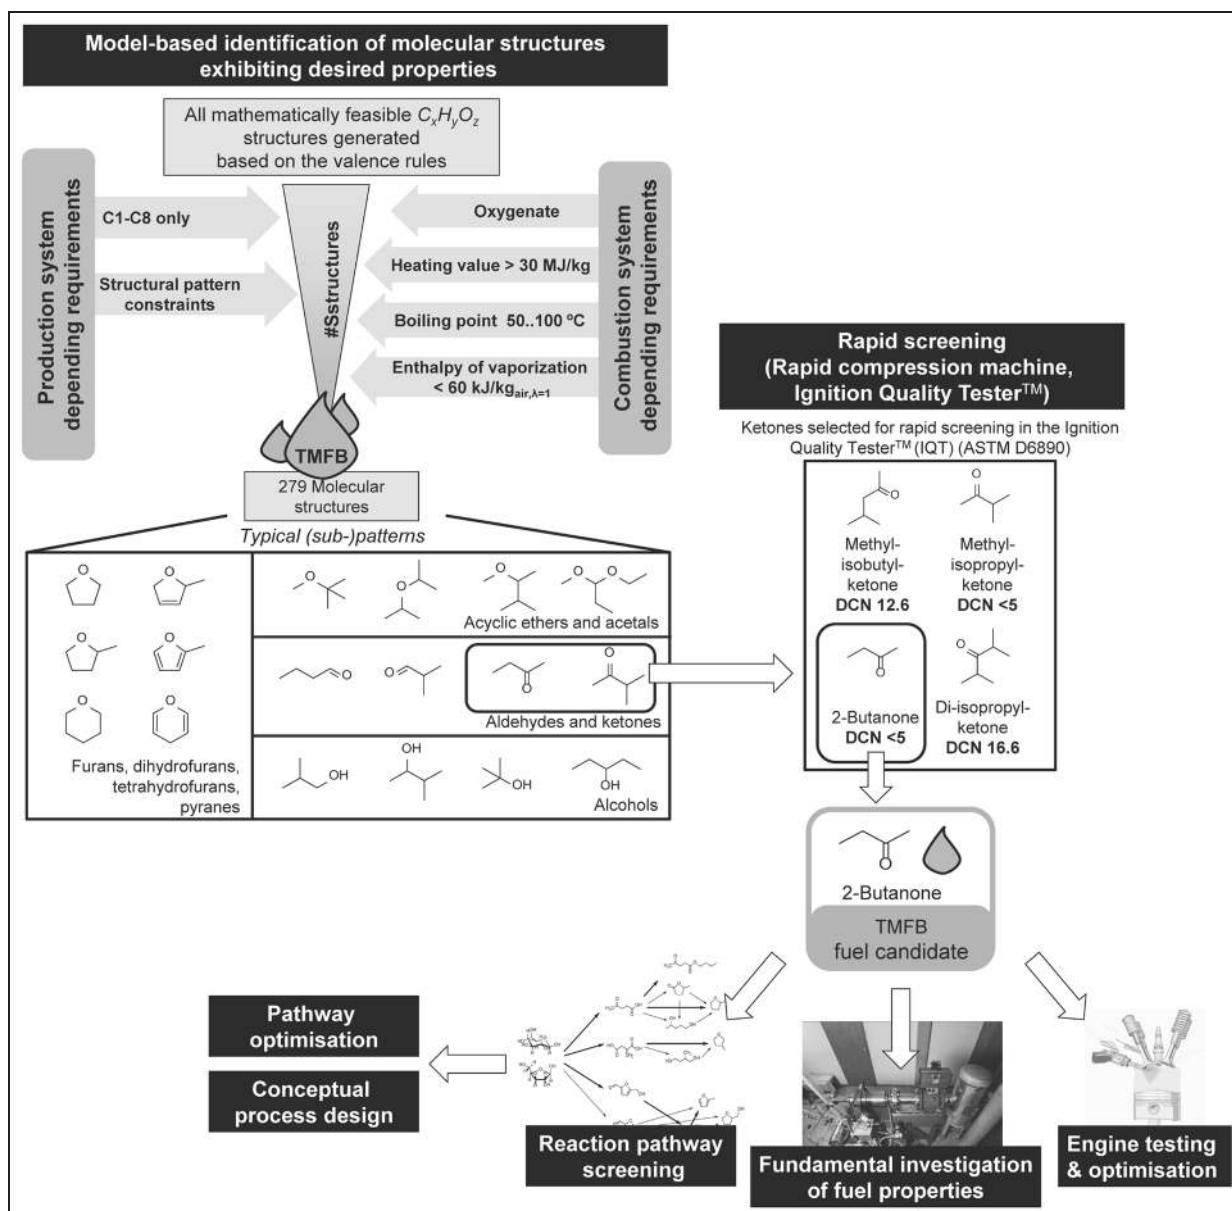 Model-based identification of molecular structures
exhibiting desired properties
All mathematically feasible CxHyOz
structures generated
based on the valence rules
Production system
depending requirements
C1-C8 only
Structural pattern
constraints
#Sstructures
Oxygenate
Heating value > 30 MJ/kg
Boiling point 50..100 ºC
Enthalpy of vaporization
< 60 kJ/kgair,λ=1
Combustion system
depending requirements
TMFB
279 Molecular
structures
Typical (sub-)patterns
Furans, dihydrofurans,
tetrahydrofurans,
pyranes
Acyclic ethers and acetals
Aldehydes and ketones
Alcohols
Rapid screening
(Rapid compression machine,
Ignition Quality Tester™)
Ketones selected for rapid screening in the Ignition
Quality Tester™ (IQT) (ASTM D6890)
Methyl-
isobutyl-
ketone
DCN 12.6
Methyl-
isopropyl-
ketone
DCN <5
2-Butanone
DCN <5
Di-isopropyl-
ketone
DCN 16.6
2-Butanone
TMFB
fuel candidate
Pathway
optimisation
Conceptual
process design
Reaction pathway
screening
Fundamental investigation
of fuel properties
Engine testing
& optimisation